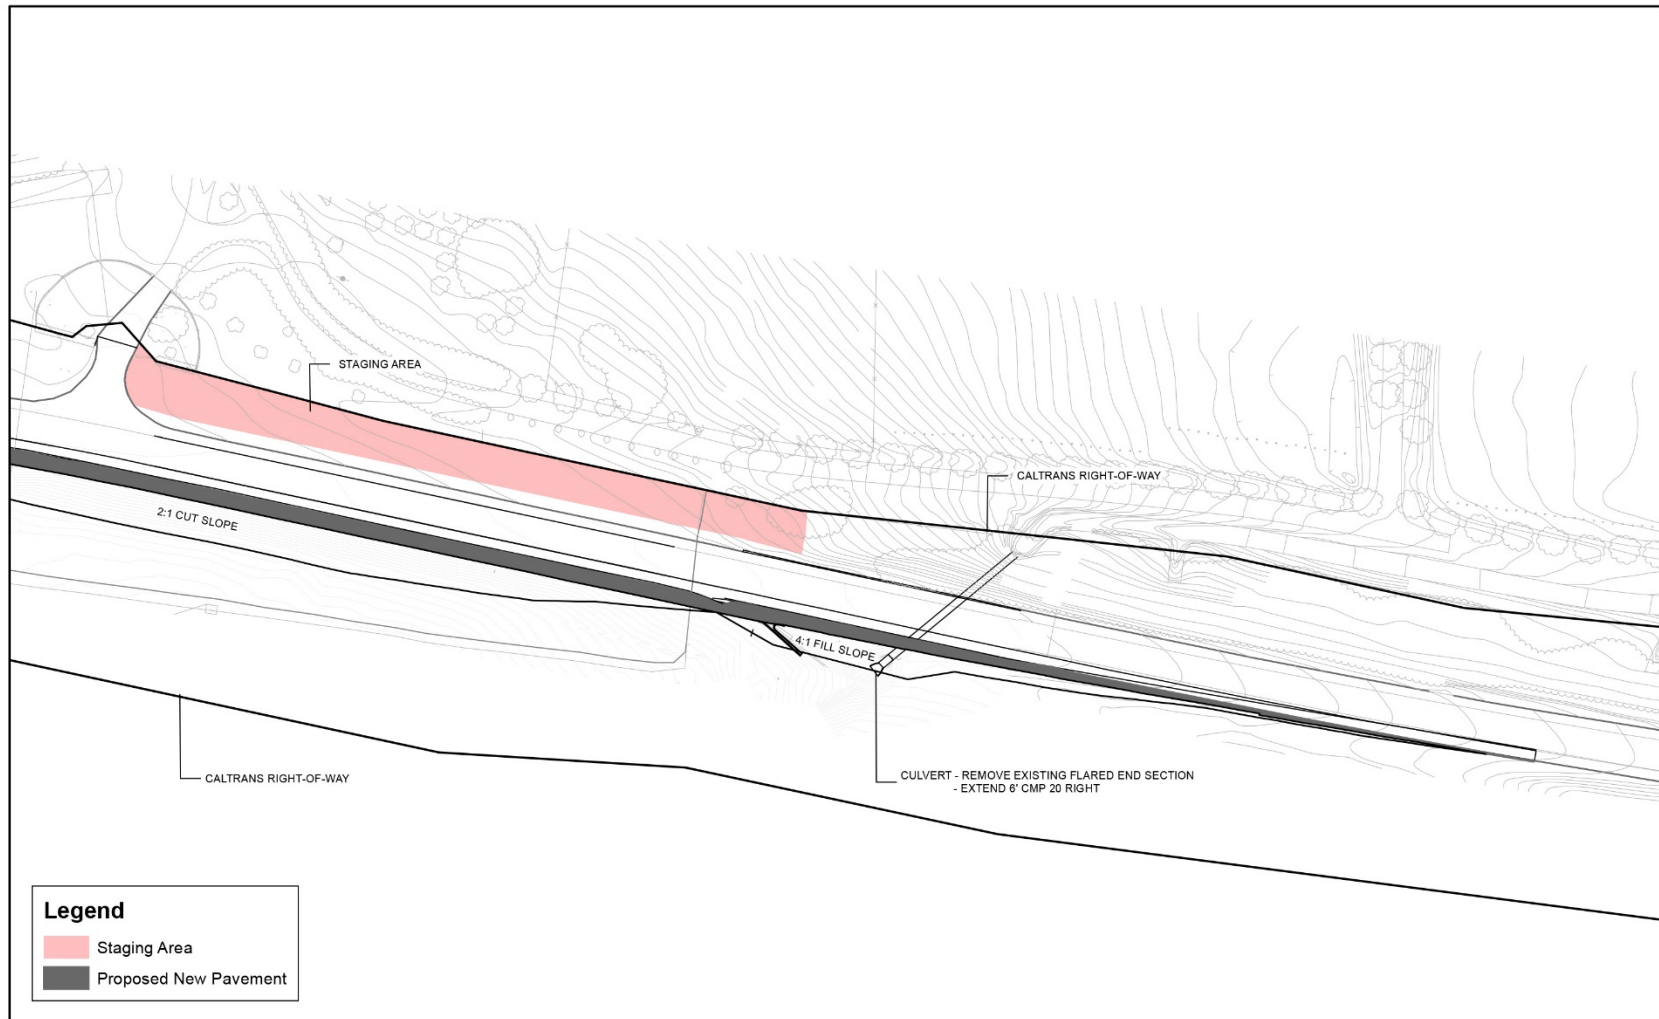 STAGING AREA
CALTRANS RIGHT-OF-WAY
2:1 CUT SLOPE
4:1 FILL SLOPE
CALTRANS RIGHT-OF-WAY
CULVERT - REMOVE EXISTING FLARED END SECTION
- EXTEND 6' CMP 20 RIGHT
Legend
Staging Area
Proposed New Pavement